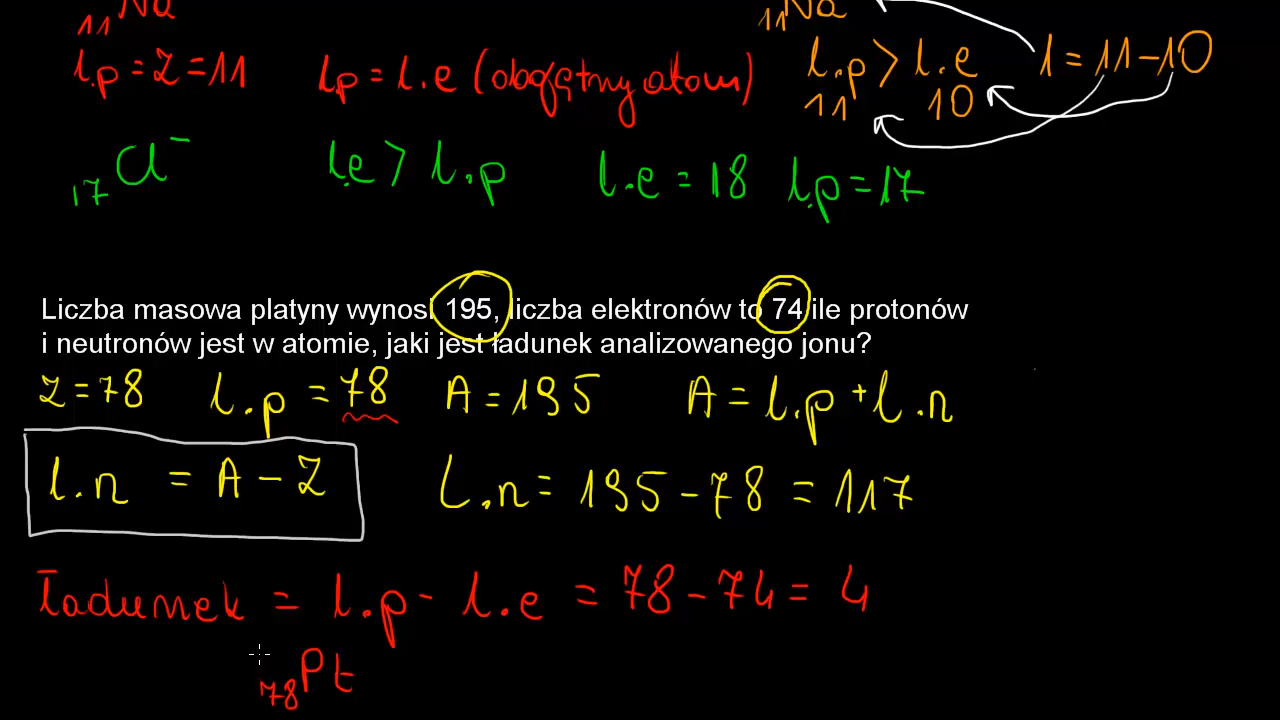 11Na 11Na
l.p = Z = 11 l.p = l.e (obojętny atom) l.p > l.e 1 = 11 - 10
11 10
17Cl⁻ l.e > l.p l.e = 18 l.p = 17
Liczba masowa platyny wynosi 195, liczba elektronów to 74 ile protonów
i neutronów jest w atomie, jaki jest ładunek analizowanego jonu?
Z = 78 l.p = 78 A = 195 A = l.p + l.n
l.n = A - Z L.n = 195 - 78 = 117
Ładunek = l.p - l.e = 78 - 74 = 4
78Pt